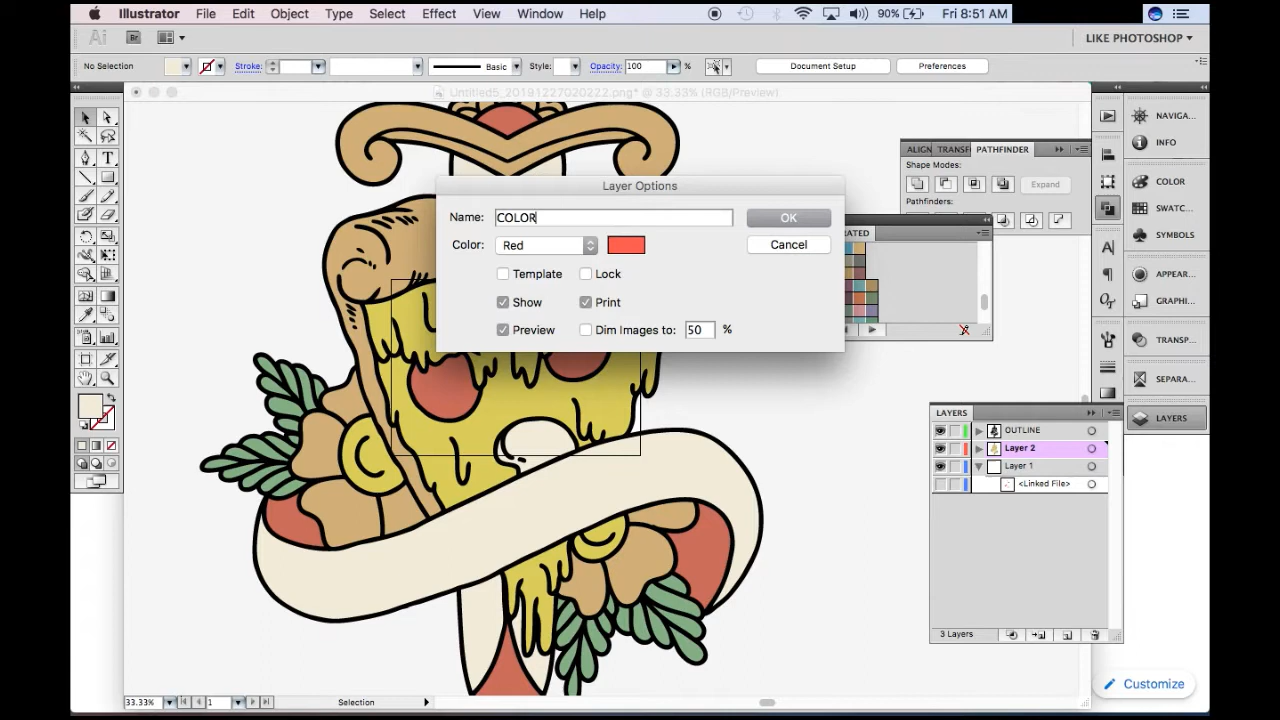 Illustrator File Edit Object Type Select Effect View Window Help 90% Fri 8:51 AM
Ai Br LIKE PHOTOSHOP
No Selection Stroke: Basic Style: Opacity: 100 % Document Setup Preferences
Untitled5_20191227020222.png* @ 33.33% (RGB/Preview)
ALIGN TRANSF PATHFINDER
Shape Modes:
Expand
Pathfinders:
RATED
NAVIGA...
INFO
COLOR
SWATC...
SYMBOLS
APPEAR...
GRAPHI...
TRANSP...
SEPARA...
LAYERS
Layer Options
Name: COLOR OK
Color: Red Cancel
Template Lock
Show Print
Preview Dim Images to: 50 %
LAYERS
OUTLINE
Layer 2
Layer 1
<Linked File>
3 Layers
Customize
33.33% 1 Selection